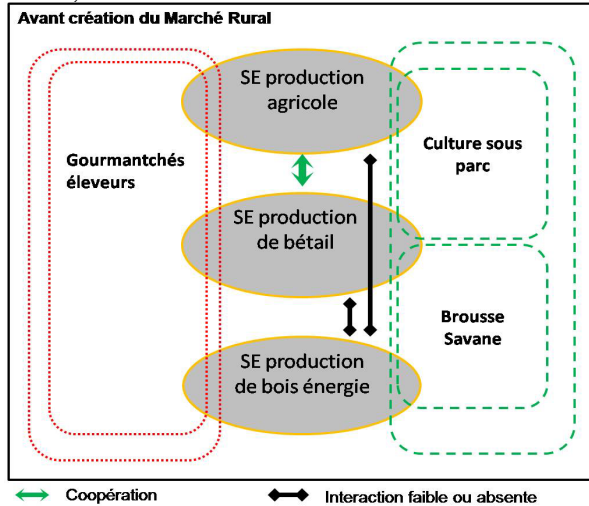 Avant création du Marché Rural
SE production
agricole
Gourmantchés
éleveurs
Culture sous
parc
SE production
de bétail
Brousse
Savane
SE production
de bois énergie
Coopération
Interaction faible ou absente